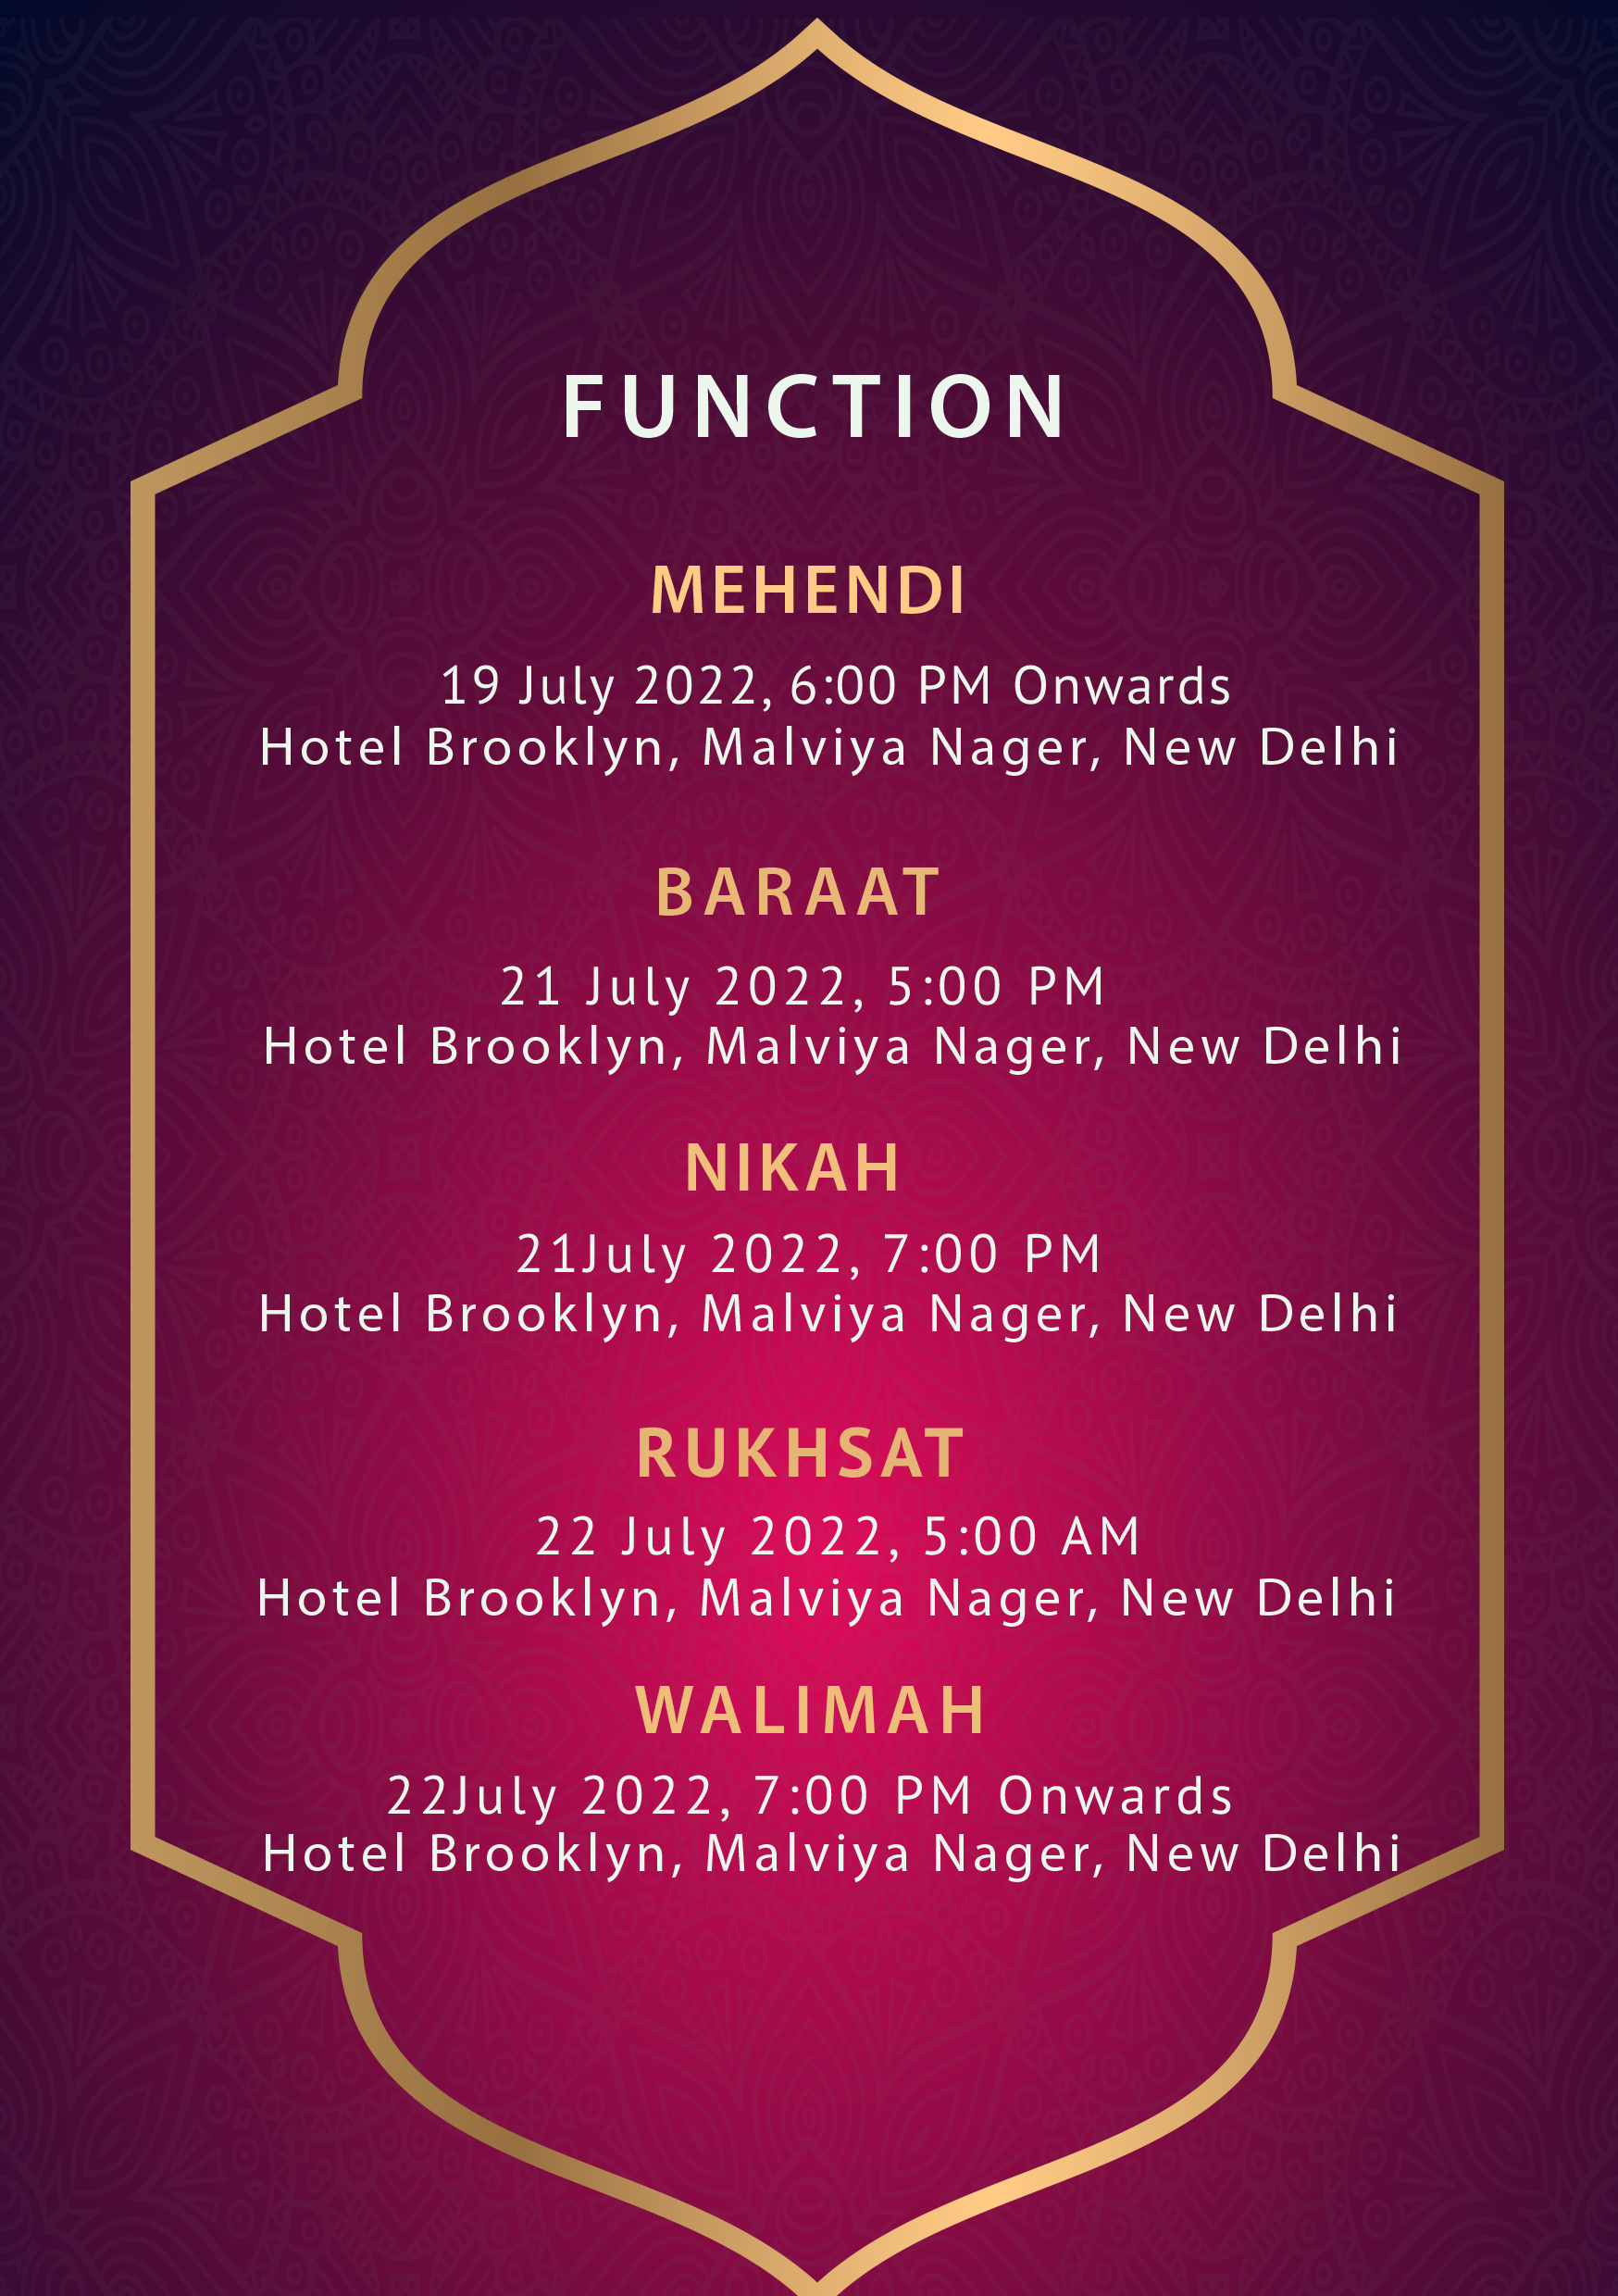 FUNCTION
MEHENDI
19 July 2022, 6:00 PM Onwards
Hotel Brooklyn, Malviya Nager, New Delhi
BARAAT
21 July 2022, 5:00 PM
Hotel Brooklyn, Malviya Nager, New Delhi
NIKAH
21July 2022, 7:00 PM
Hotel Brooklyn, Malviya Nager, New Delhi
RUKHSAT
22 July 2022, 5:00 AM
Hotel Brooklyn, Malviya Nager, New Delhi
WALIMAH
22July 2022, 7:00 PM Onwards
Hotel Brooklyn, Malviya Nager, New Delhi